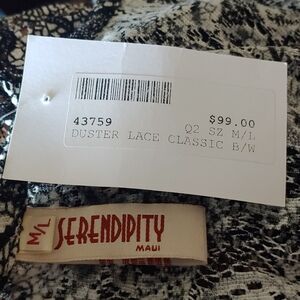 43759
$99.00
Q2 SZ M/L
DUSTER LACE CLASSIC B/W
M/L
SERENDIPITY
MAUI